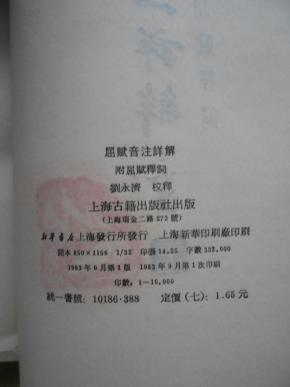 屈賦音注詳解
附屈賦釋詞
劉永濟 校釋
上海古籍出版社出版
(上海瑞金二路272號)
新华書店上海發行所發行 上海新華印刷廠印刷
開本 850×1156 1/32 印張 14.25 字數 332,000
1983年9月第1版 1983年9月第1次印刷
印數:1—16,000
統一書號:10186·388 定價(七):1.65元